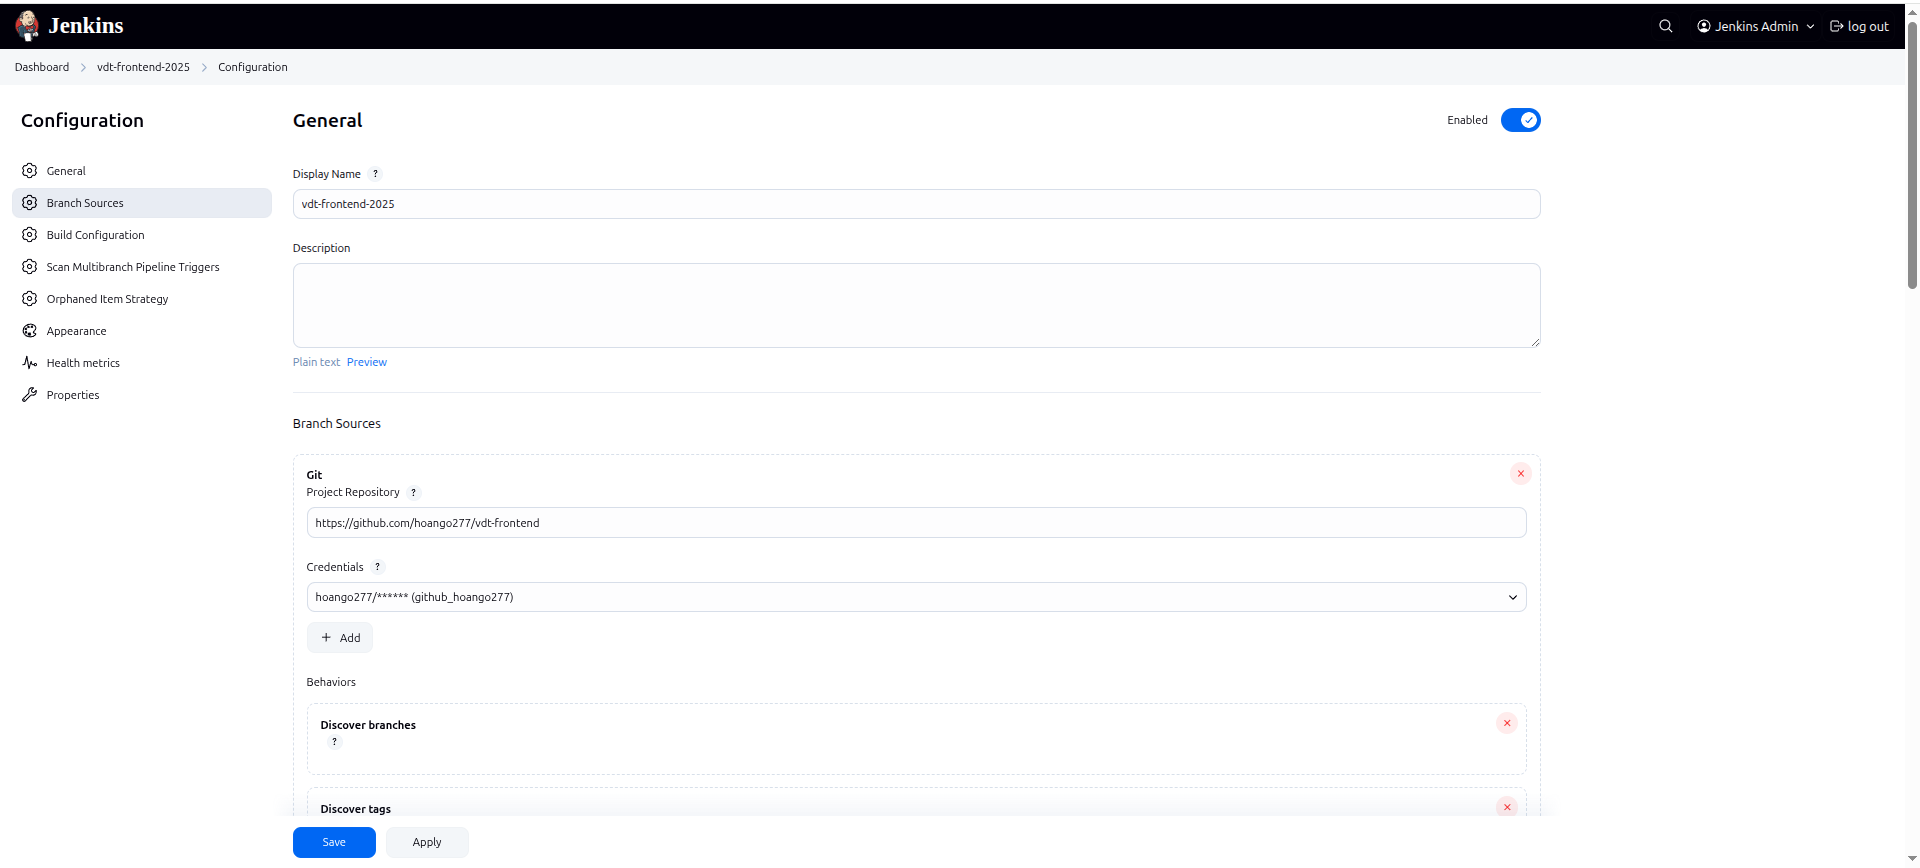 Jenkins
Jenkins Admin
log out
Dashboard > vdt-frontend-2025 > Configuration
Configuration
General
Branch Sources
Build Configuration
Scan Multibranch Pipeline Triggers
Orphaned Item Strategy
Appearance
Health metrics
Properties
General
Enabled
Display Name ?
vdt-frontend-2025
Description
Plain text Preview
Branch Sources
Git
Project Repository ?
https://github.com/hoango277/vdt-frontend
Credentials ?
hoango277/****** (github_hoango277)
+ Add
Behaviors
Discover branches
?
Discover tags
Save
Apply